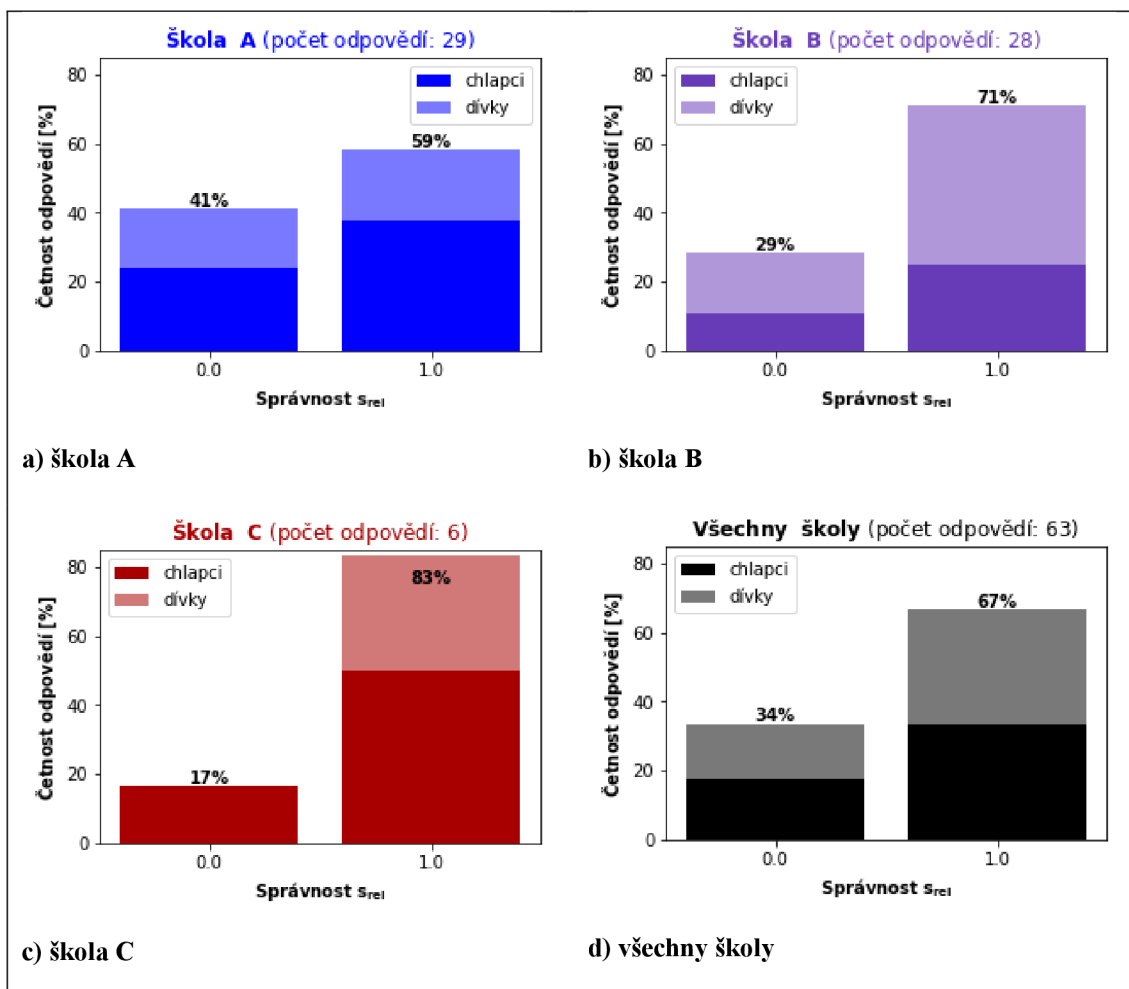 Škola A (počet odpovědí: 29)
Četnost odpovědí [%]
80
60
40
20
0
chlapci
dívky
41%
59%
0.0
1.0
Správnost s_rel
a) škola A
Škola B (počet odpovědí: 28)
Četnost odpovědí [%]
80
60
40
20
0
chlapci
dívky
29%
71%
0.0
1.0
Správnost s_rel
b) škola B
Škola C (počet odpovědí: 6)
Četnost odpovědí [%]
80
60
40
20
0
chlapci
dívky
17%
83%
0.0
1.0
Správnost s_rel
c) škola C
Všechny školy (počet odpovědí: 63)
Četnost odpovědí [%]
80
60
40
20
0
chlapci
dívky
34%
67%
0.0
1.0
Správnost s_rel
d) všechny školy